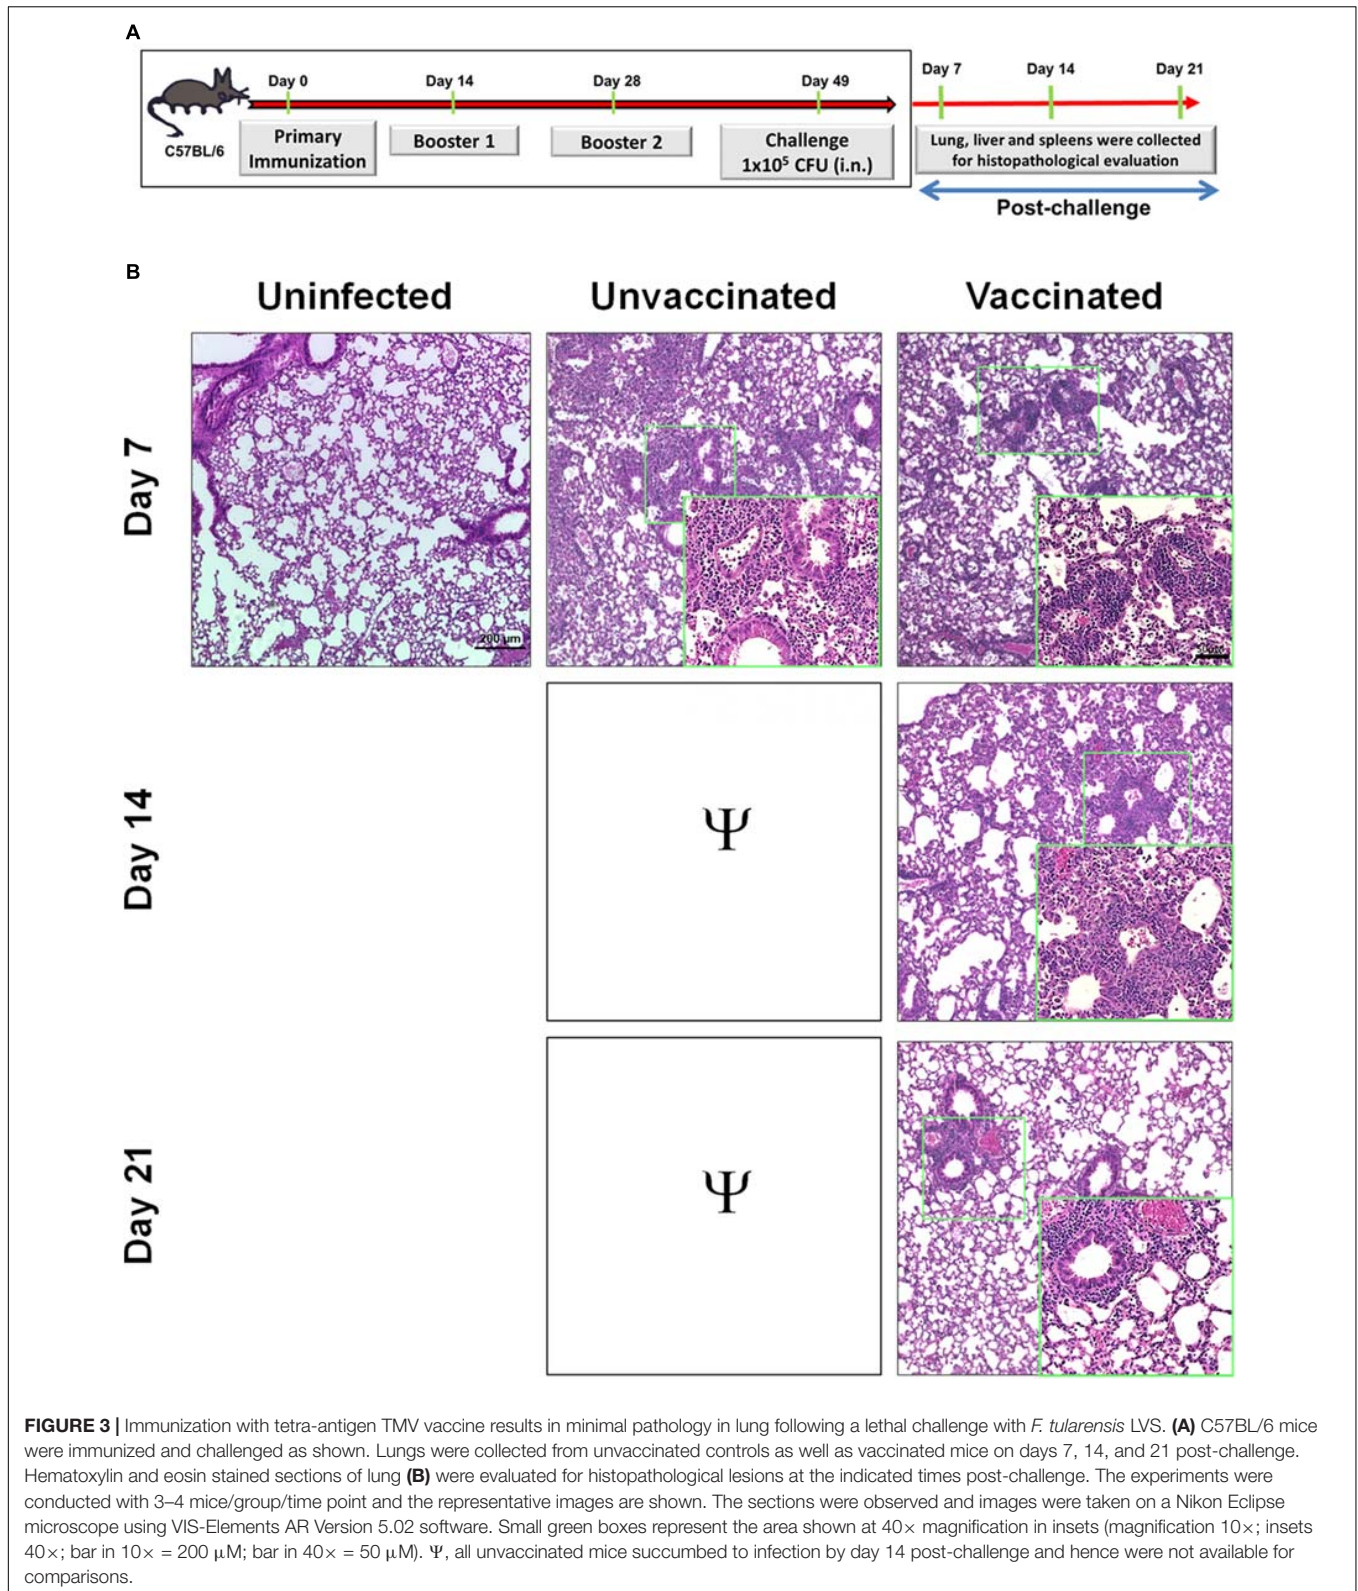 A
Day 0
Day 14
Day 28
Day 49
Day 7
Day 14
Day 21
C57BL/6
Primary
Immunization
Booster 1
Booster 2
Challenge
1x10⁵ CFU (i.n.)
Lung, liver and spleens were collected
for histopathological evaluation
Post-challenge
B
Uninfected
Unvaccinated
Vaccinated
Day 7
200 μm
Day 14
Ψ
Day 21
Ψ
FIGURE 3 | Immunization with tetra-antigen TMV vaccine results in minimal pathology in lung following a lethal challenge with F. tularensis LVS. (A) C57BL/6 mice
were immunized and challenged as shown. Lungs were collected from unvaccinated controls as well as vaccinated mice on days 7, 14, and 21 post-challenge.
Hematoxylin and eosin stained sections of lung (B) were evaluated for histopathological lesions at the indicated times post-challenge. The experiments were
conducted with 3–4 mice/group/time point and the representative images are shown. The sections were observed and images were taken on a Nikon Eclipse
microscope using VIS-Elements AR Version 5.02 software. Small green boxes represent the area shown at 40× magnification in insets (magnification 10×; insets
40×; bar in 10× = 200 μM; bar in 40× = 50 μM). Ψ, all unvaccinated mice succumbed to infection by day 14 post-challenge and hence were not available for
comparisons.